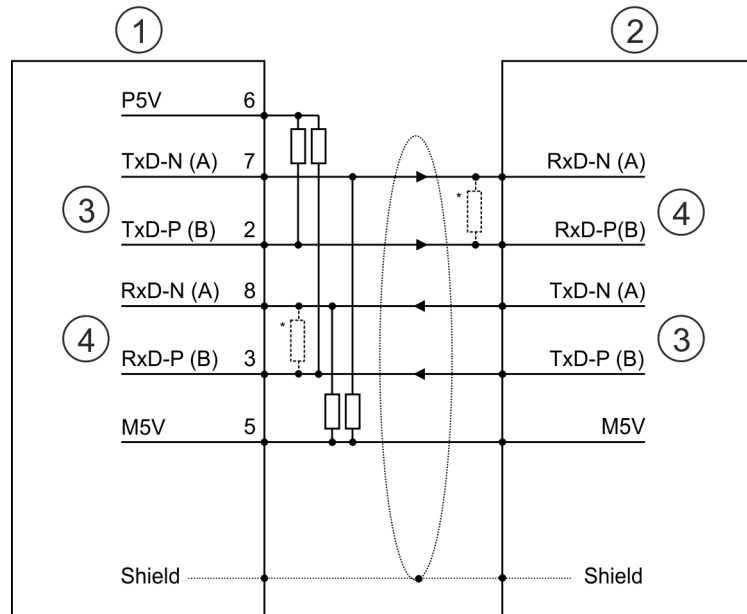 1
2
P5V 6
TxD-N (A) 7 RxD-N (A)
*
3 4
TxD-P (B) 2 RxD-P(B)
RxD-N (A) 8 TxD-N (A)
*
4 3
RxD-P (B) 3 TxD-P (B)
M5V 5 M5V
Shield Shield